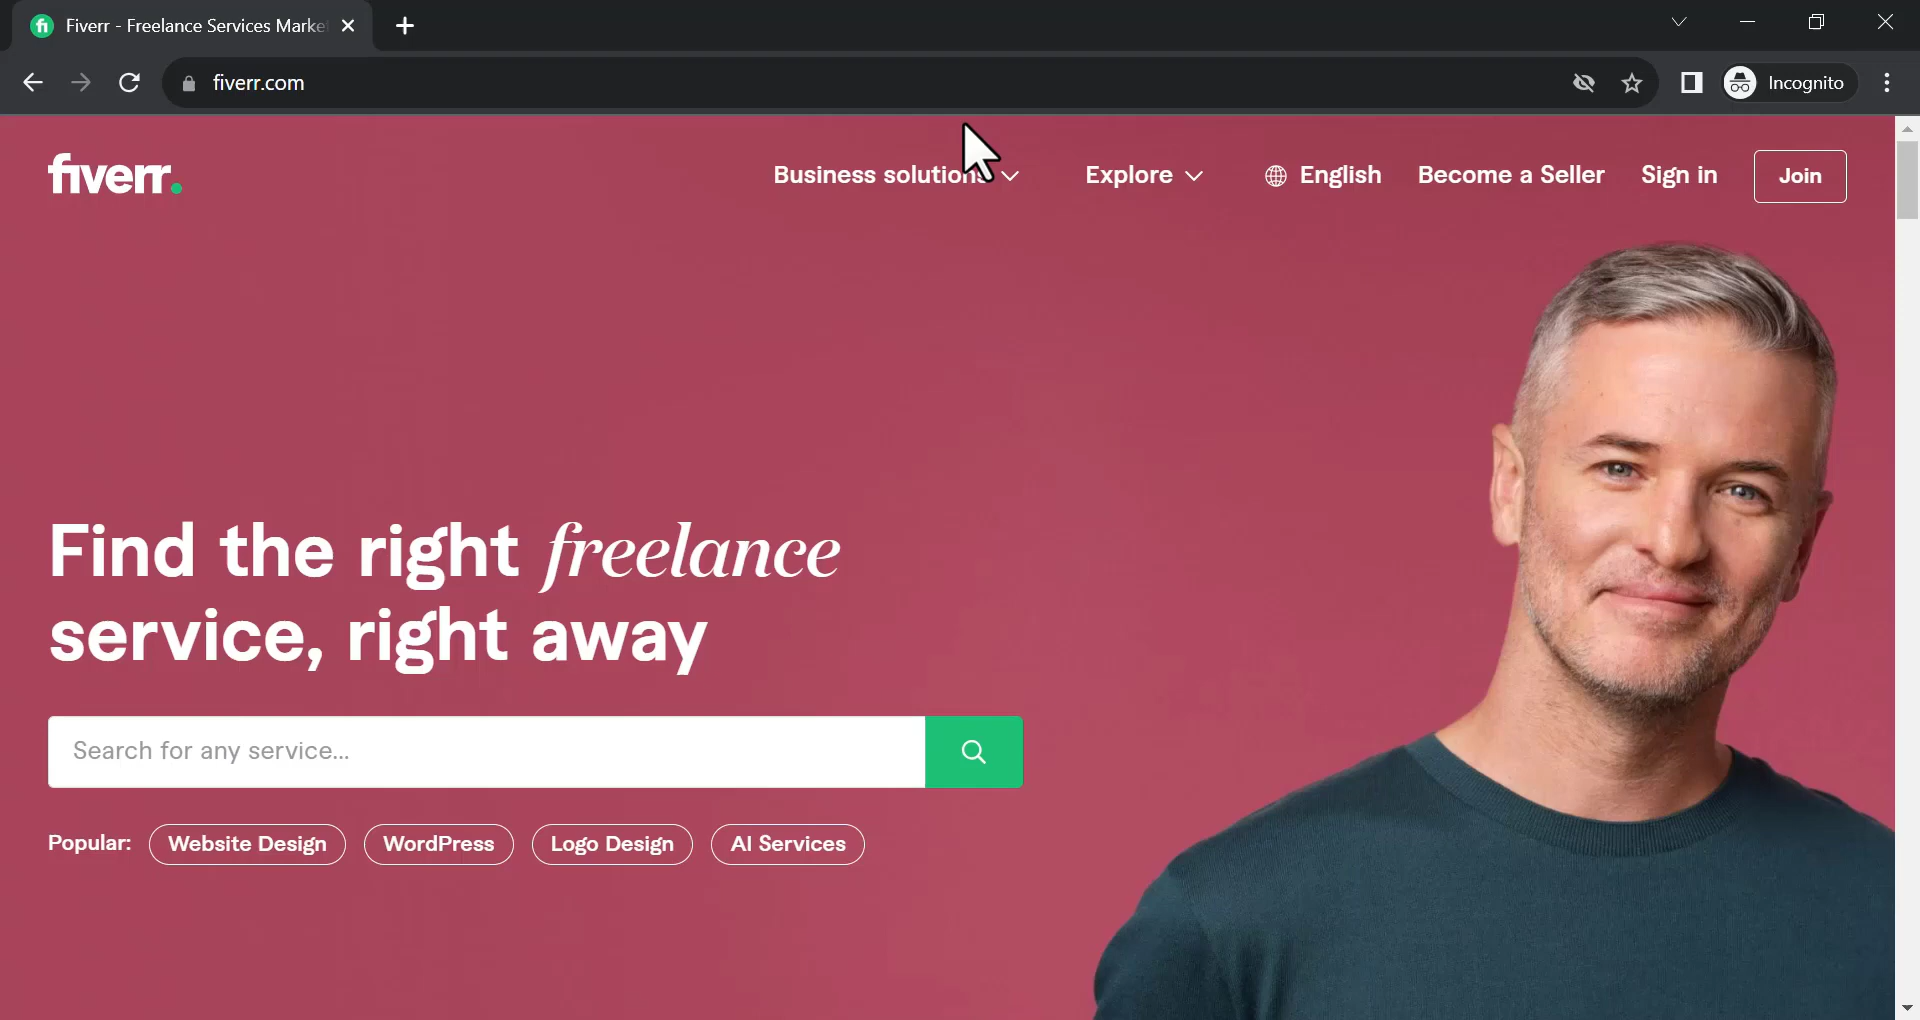 Fiverr - Freelance Services Marke
fiverr.com
Incognito
fiverr.
Business solutions
Explore
English
Become a Seller
Sign in
Join
Find the right freelance
service, right away
Search for any service...
Popular:
Website Design
WordPress
Logo Design
AI Services